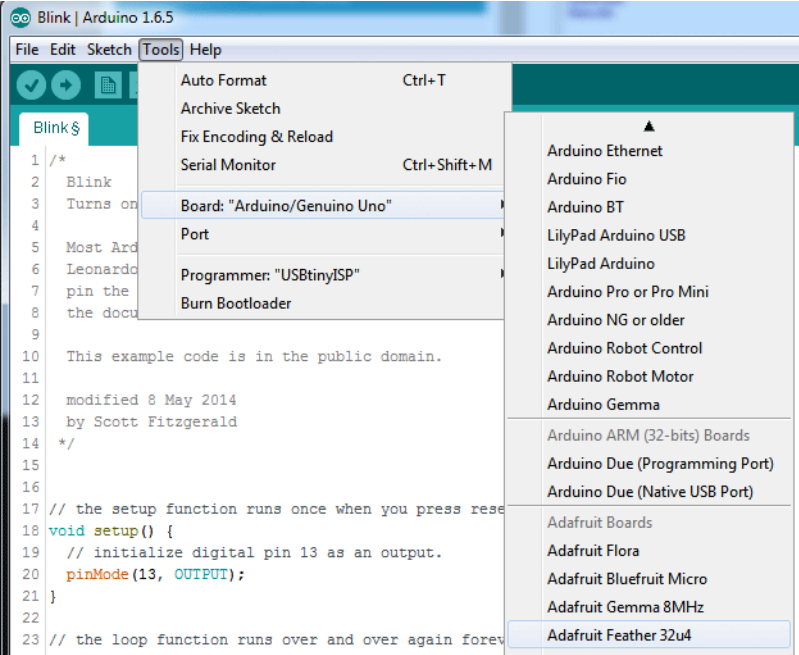 Blink | Arduino 1.6.5
File Edit Sketch Tools Help
Auto Format Ctrl+T
Archive Sketch
Fix Encoding & Reload
Serial Monitor Ctrl+Shift+M
Board: "Arduino/Genuino Uno"
Port
Programmer: "USBtinyISP"
Burn Bootloader
▲
Arduino Ethernet
Arduino Fio
Arduino BT
LilyPad Arduino USB
LilyPad Arduino
Arduino Pro or Pro Mini
Arduino NG or older
Arduino Robot Control
Arduino Robot Motor
Arduino Gemma
Arduino ARM (32-bits) Boards
Arduino Due (Programming Port)
Arduino Due (Native USB Port)
Adafruit Boards
Adafruit Flora
Adafruit Bluefruit Micro
Adafruit Gemma 8MHz
Adafruit Feather 32u4
Blink §
1 /*
2 Blink
3 Turns on
4
5 Most Ard
6 Leonardo
7 pin the
8 the docu
9
10 This example code is in the public domain.
11
12 modified 8 May 2014
13 by Scott Fitzgerald
14 */
15
16
17 // the setup function runs once when you press rese
18 void setup() {
19 // initialize digital pin 13 as an output.
20 pinMode(13, OUTPUT);
21 }
22
23 // the loop function runs over and over again forev